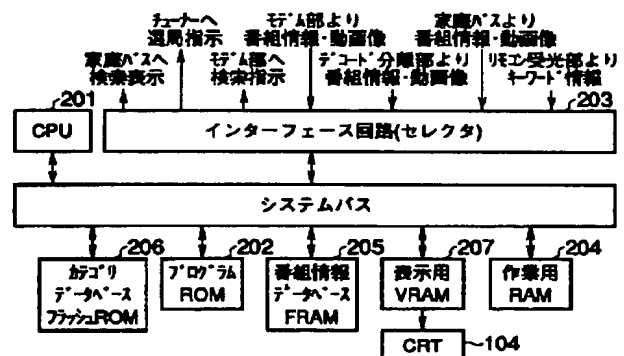 チューナーへ
選局指示
モデム部より
番組情報・動画像
家庭バスより
番組情報・動画像
家庭バスへ
検索表示
モデム部へ
検索指示
デコード分離部より
番組情報・動画像
リモコン受光部より
キーワード情報
201
203
CPU
インターフェース回路(セレクタ)
システムバス
206
202
205
207
204
カテゴリ
データベース
フラッシュROM
プログラム
ROM
番組情報
データベース
FRAM
表示用
VRAM
作業用
RAM
CRT
104